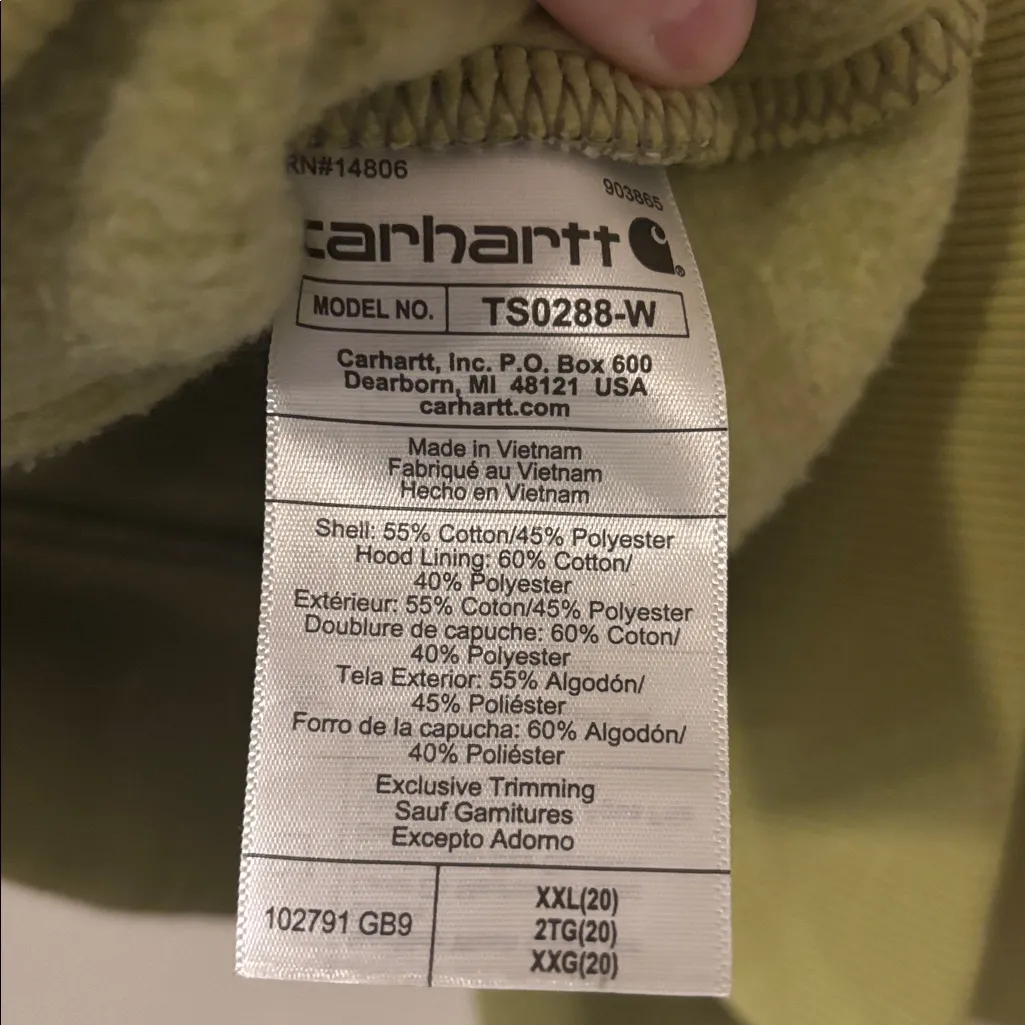 RN#14806
903865
carhartt
MODEL NO. TS0288-W
Carhartt, Inc. P.O. Box 600
Dearborn, MI 48121 USA
carhartt.com
Made in Vietnam
Fabriqué au Vietnam
Hecho en Vietnam
Shell: 55% Cotton/45% Polyester
Hood Lining: 60% Cotton/
40% Polyester
Extérieur: 55% Coton/45% Polyester
Doublure de capuche: 60% Coton/
40% Polyester
Tela Exterior: 55% Algodón/
45% Poliéster
Forro de la capucha: 60% Algodón/
40% Poliéster
Exclusive Trimming
Sauf Garnitures
Excepto Adorno
102791 GB9
XXL(20)
2TG(20)
XXG(20)